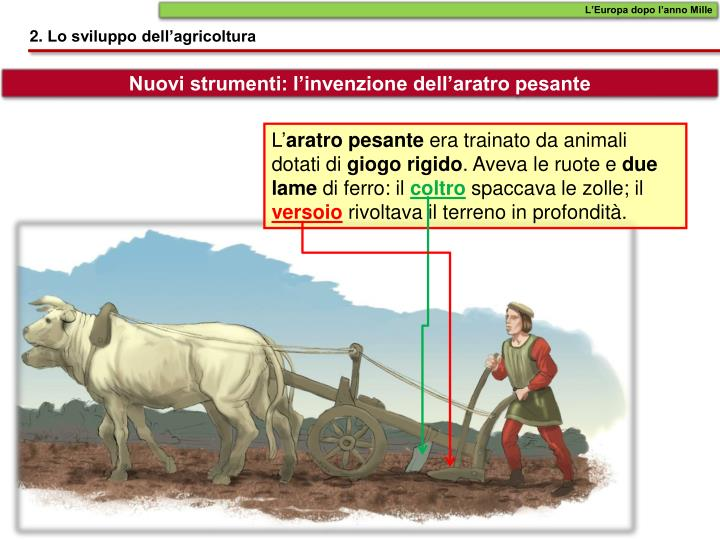 L’Europa dopo l’anno Mille
2. Lo sviluppo dell’agricoltura
Nuovi strumenti: l’invenzione dell’aratro pesante
L’aratro pesante era trainato da animali
dotati di giogo rigido. Aveva le ruote e due
lame di ferro: il coltro spaccava le zolle; il
versoio rivoltava il terreno in profondità.